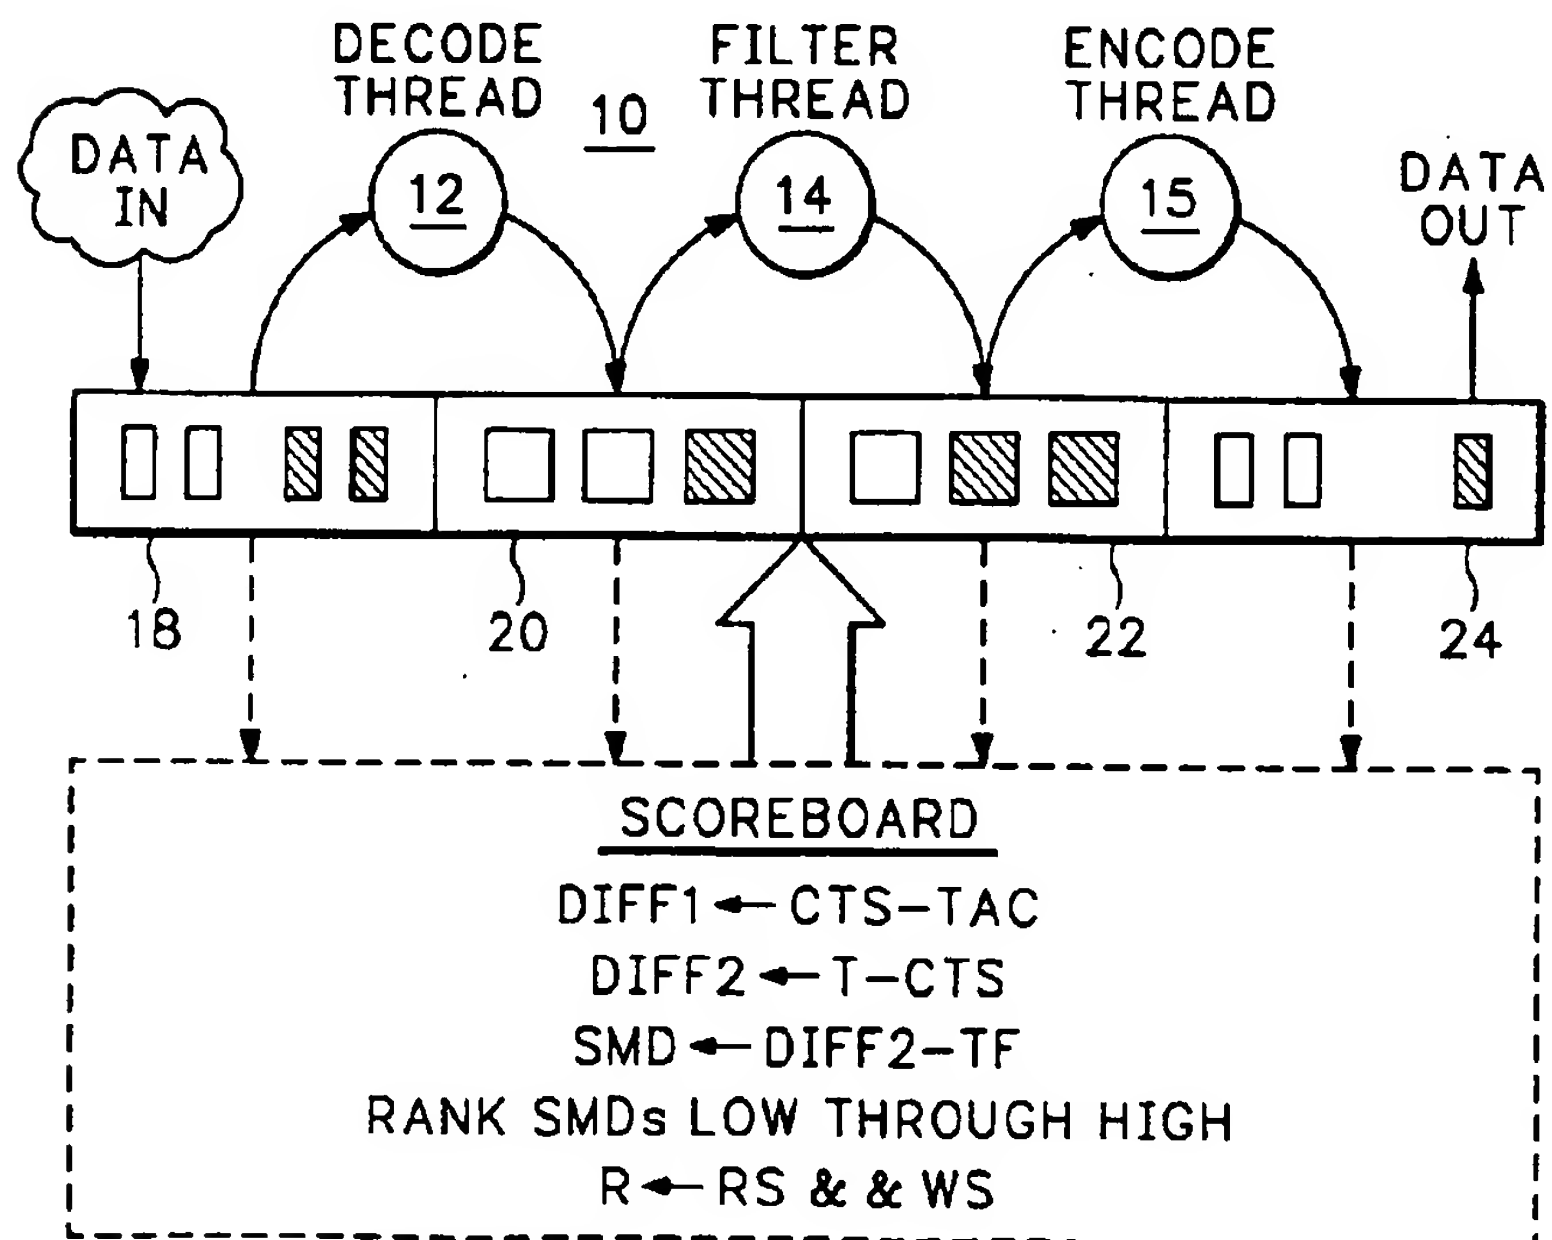 DECODE
THREAD
10
FILTER
THREAD
ENCODE
THREAD
DATA
IN
12
14
15
DATA
OUT
18
20
22
24
SCOREBOARD
DIFF1←CTS–TAC
DIFF2←T–CTS
SMD←DIFF2–TF
RANK SMDs LOW THROUGH HIGH
R←RS & & WS